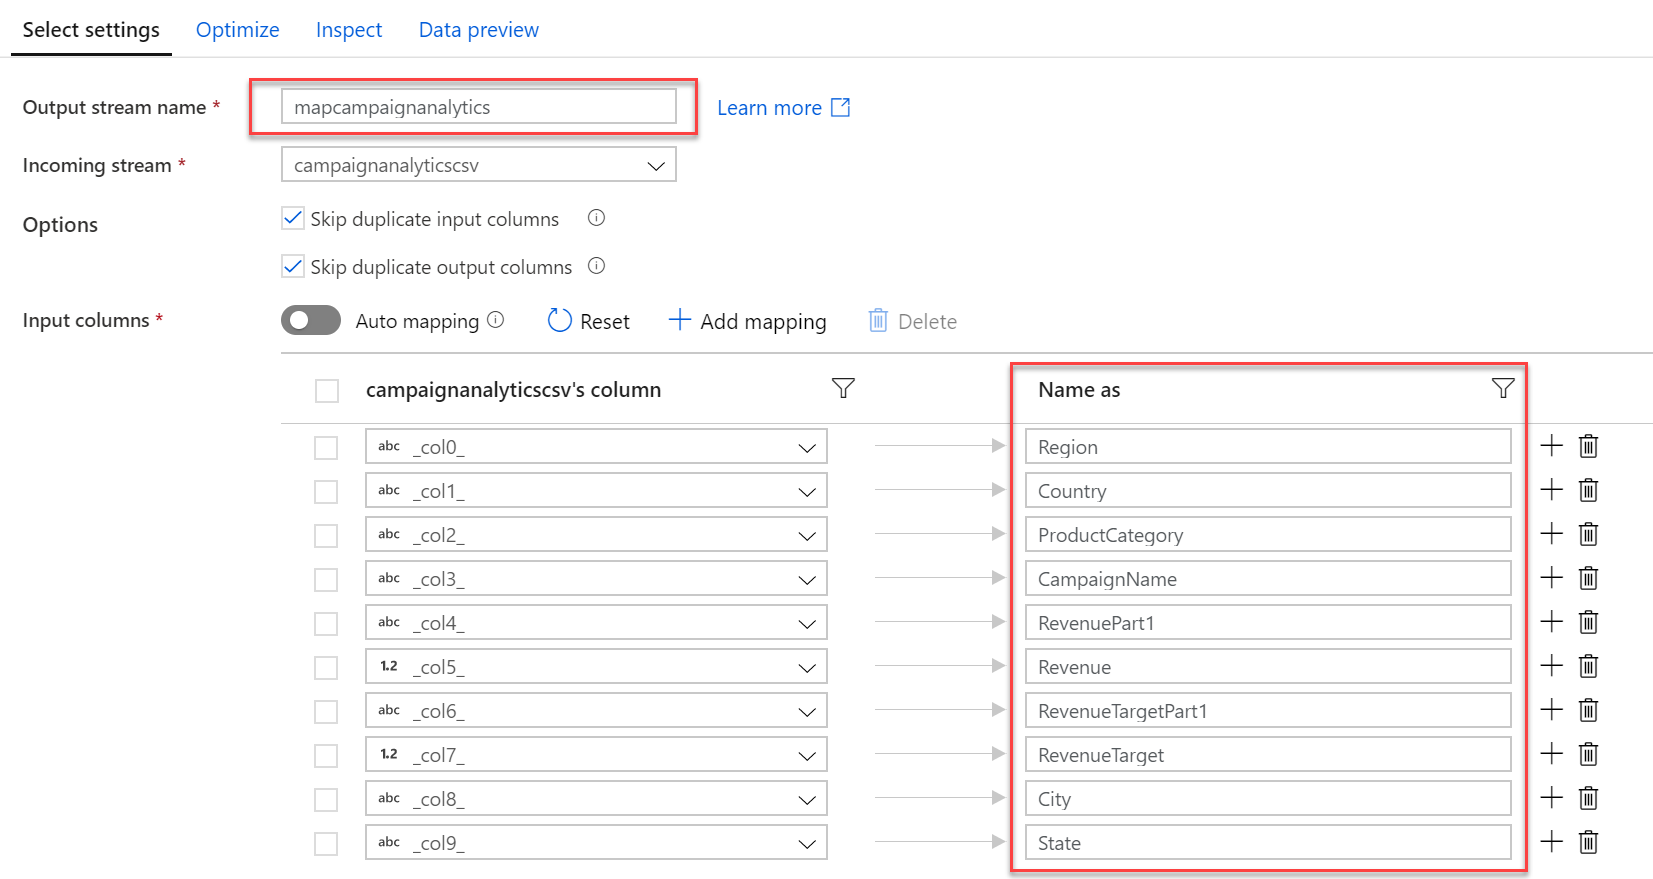 Select settings Optimize Inspect Data preview
Output stream name * mapcampaignanalytics Learn more
Incoming stream * campaignanalyticscsv
Options Skip duplicate input columns
Skip duplicate output columns
Input columns * Auto mapping Reset Add mapping Delete
campaignanalyticscsv's column Name as
abc _col0_ Region
abc _col1_ Country
abc _col2_ ProductCategory
abc _col3_ CampaignName
abc _col4_ RevenuePart1
1.2 _col5_ Revenue
abc _col6_ RevenueTargetPart1
1.2 _col7_ RevenueTarget
abc _col8_ City
abc _col9_ State